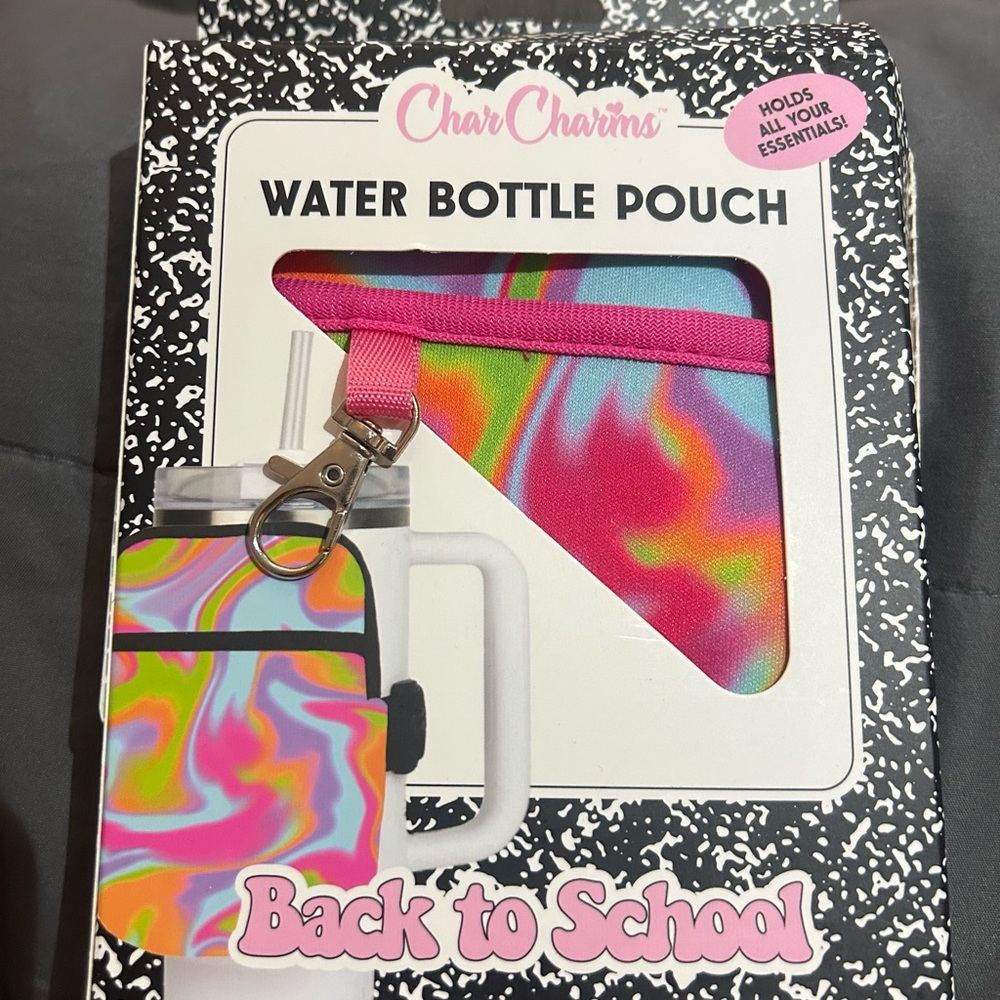 CharCharms™
HOLDS
ALL YOUR
ESSENTIALS!
WATER BOTTLE POUCH
Back to School